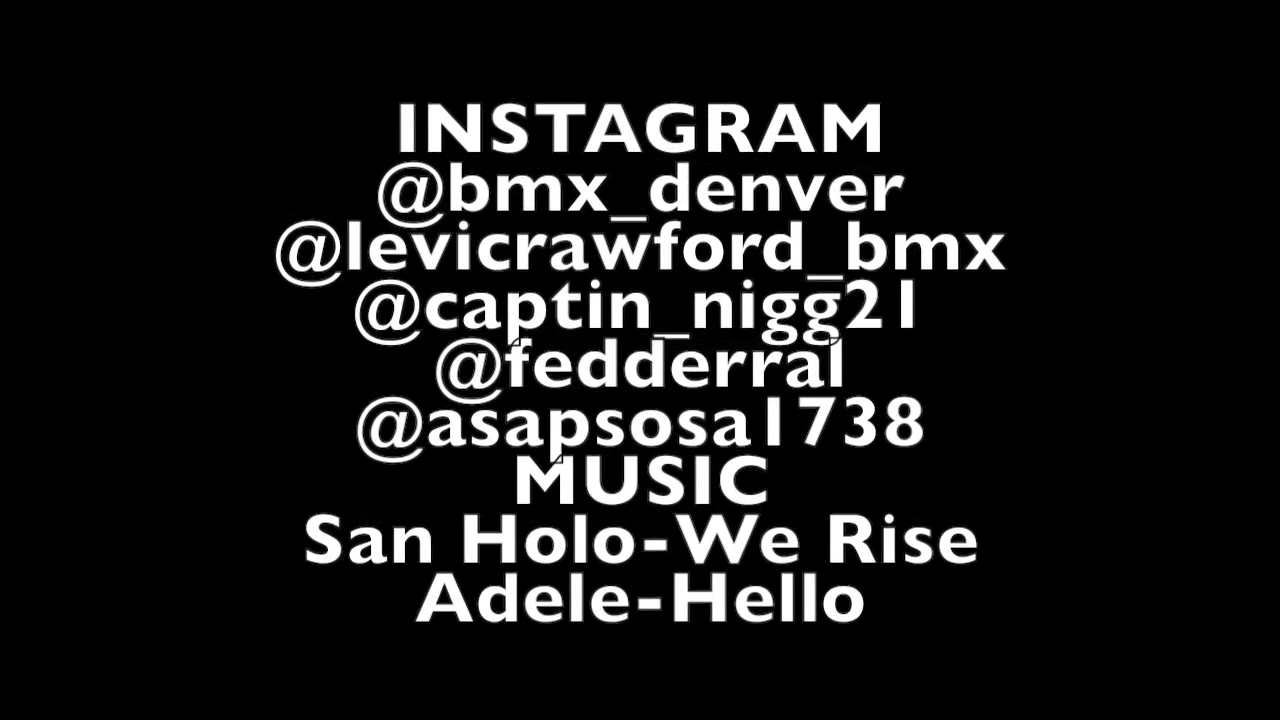 INSTAGRAM
@bmx_denver
@levicrawford_bmx
@captin_nigg21
@fedderral
@asapsosa1738
MUSIC
San Holo-We Rise
Adele-Hello